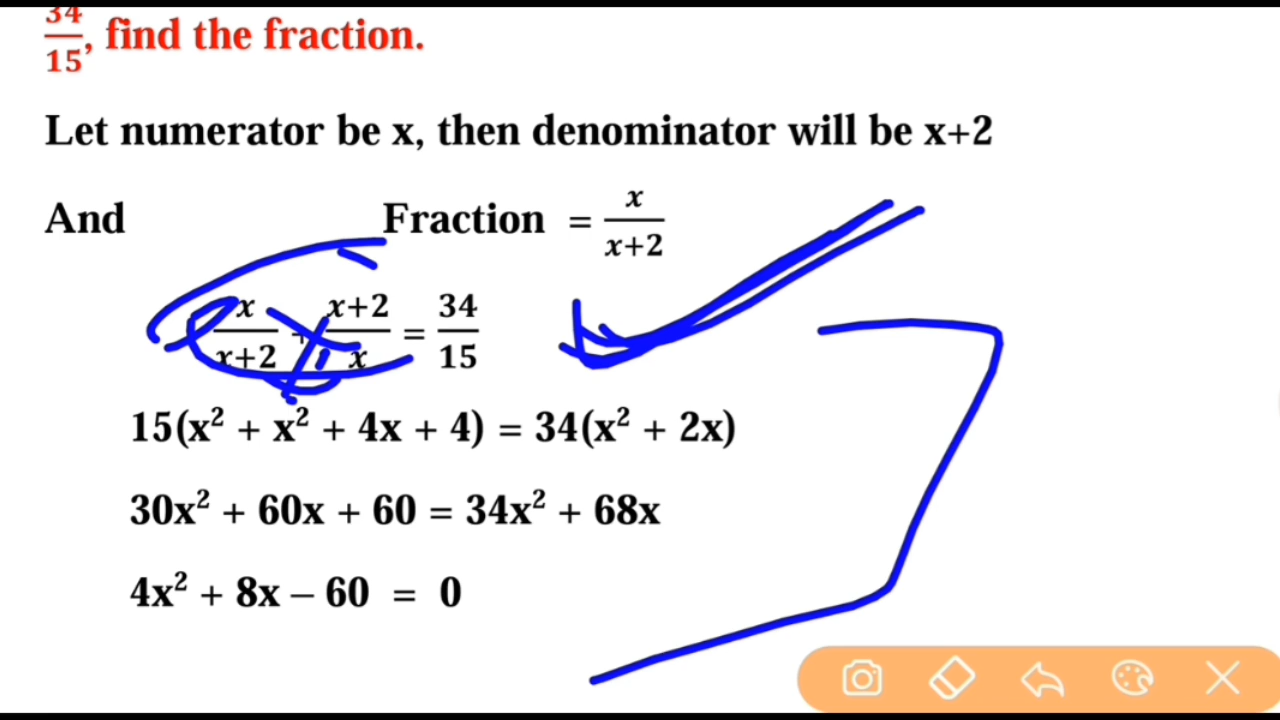 34/15, find the fraction.
Let numerator be x, then denominator will be x+2
And Fraction = x/(x+2)
x/(x+2) + (x+2)/x = 34/15
15(x² + x² + 4x + 4) = 34(x² + 2x)
30x² + 60x + 60 = 34x² + 68x
4x² + 8x – 60 = 0